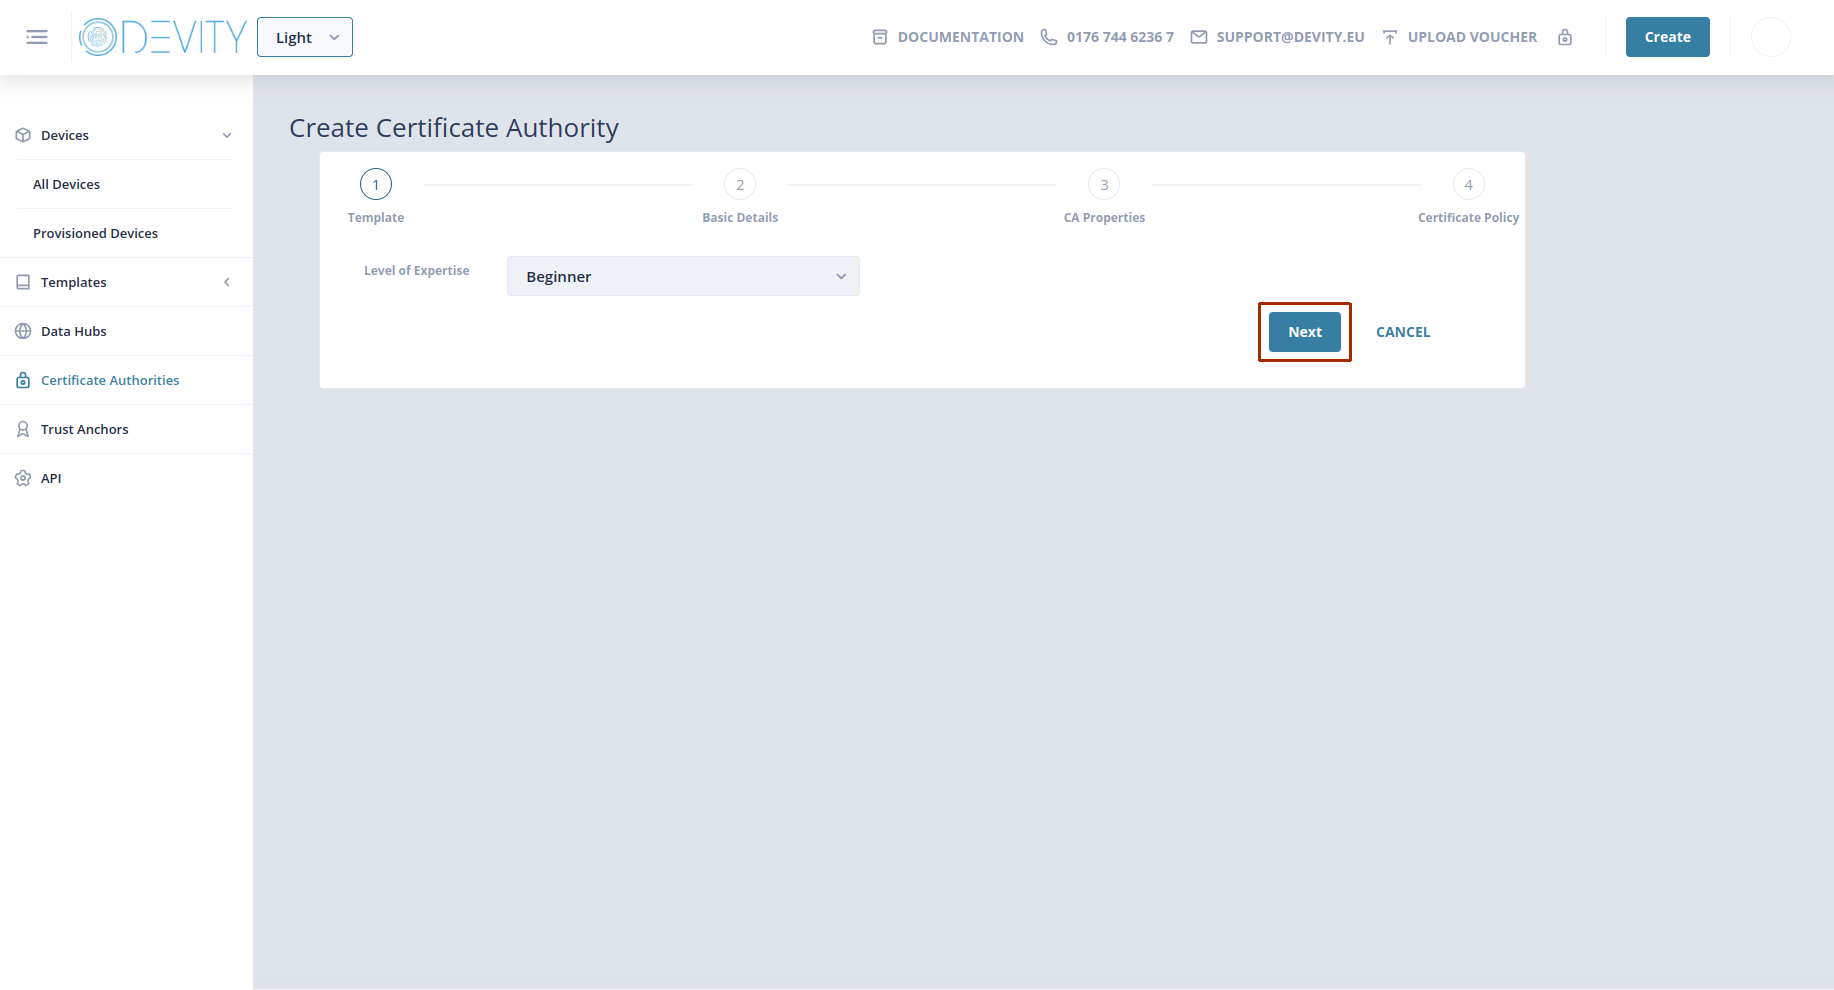 DEVITY
Light
DOCUMENTATION
0176 744 6236 7
SUPPORT@DEVITY.EU
UPLOAD VOUCHER
Create
Devices
All Devices
Provisioned Devices
Templates
Data Hubs
Certificate Authorities
Trust Anchors
API
Create Certificate Authority
1
2
3
4
Template
Basic Details
CA Properties
Certificate Policy
Level of Expertise
Beginner
Next
CANCEL